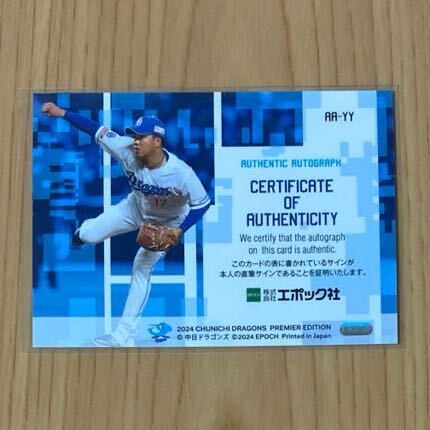 AA-YY
AUTHENTIC AUTOGRAPH
CERTIFICATE
OF
AUTHENTICITY
We certify that the autograph
on this card is authentic.
このカードの表に書かれているサインが
本人の直筆サインであることを証明いたします。
EPOCH 株式会社 エポック社
Dragons
17
2024 CHUNICHI DRAGONS PREMIER EDITION
© 中日ドラゴンズ ©2024 EPOCH Printed in Japan